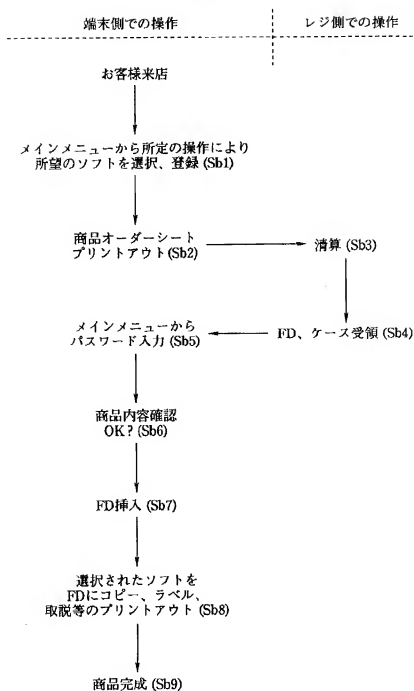 端末側での操作
レジ側での操作
お客様来店
メインメニューから所定の操作により
所望のソフトを選択、登録 (Sb1)
商品オーダーシート
プリントアウト(Sb2)
清算 (Sb3)
FD、ケース受領 (Sb4)
メインメニューから
パスワード入力 (Sb5)
商品内容確認
OK? (Sb6)
FD挿入 (Sb7)
選択されたソフトを
FDにコピー、ラベル、
取説等のプリントアウト (Sb8)
商品完成 (Sb9)